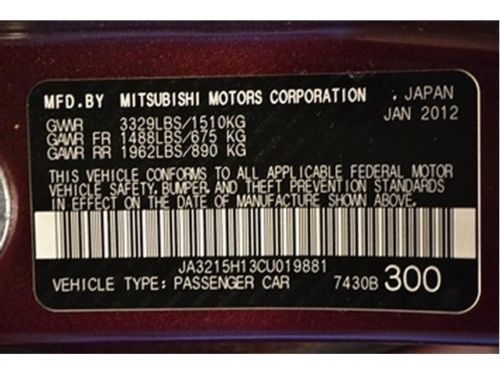 MFD.BY MITSUBISHI MOTORS CORPORATION , JAPAN
JAN 2012
GVWR 3329LBS/1510KG
GAWR FR 1488LBS/675 KG
GAWR RR 1962LBS/890 KG
THIS VEHICLE CONFORMS TO ALL APPLICABLE FEDERAL MOTOR
VEHICLE SAFETY, BUMPER, AND THEFT PREVENTION STANDARDS
IN EFFECT ON THE DATE OF MANUFACTURE SHOWN ABOVE.
JA3215H13CU019881
VEHICLE TYPE: PASSENGER CAR 7430B 300